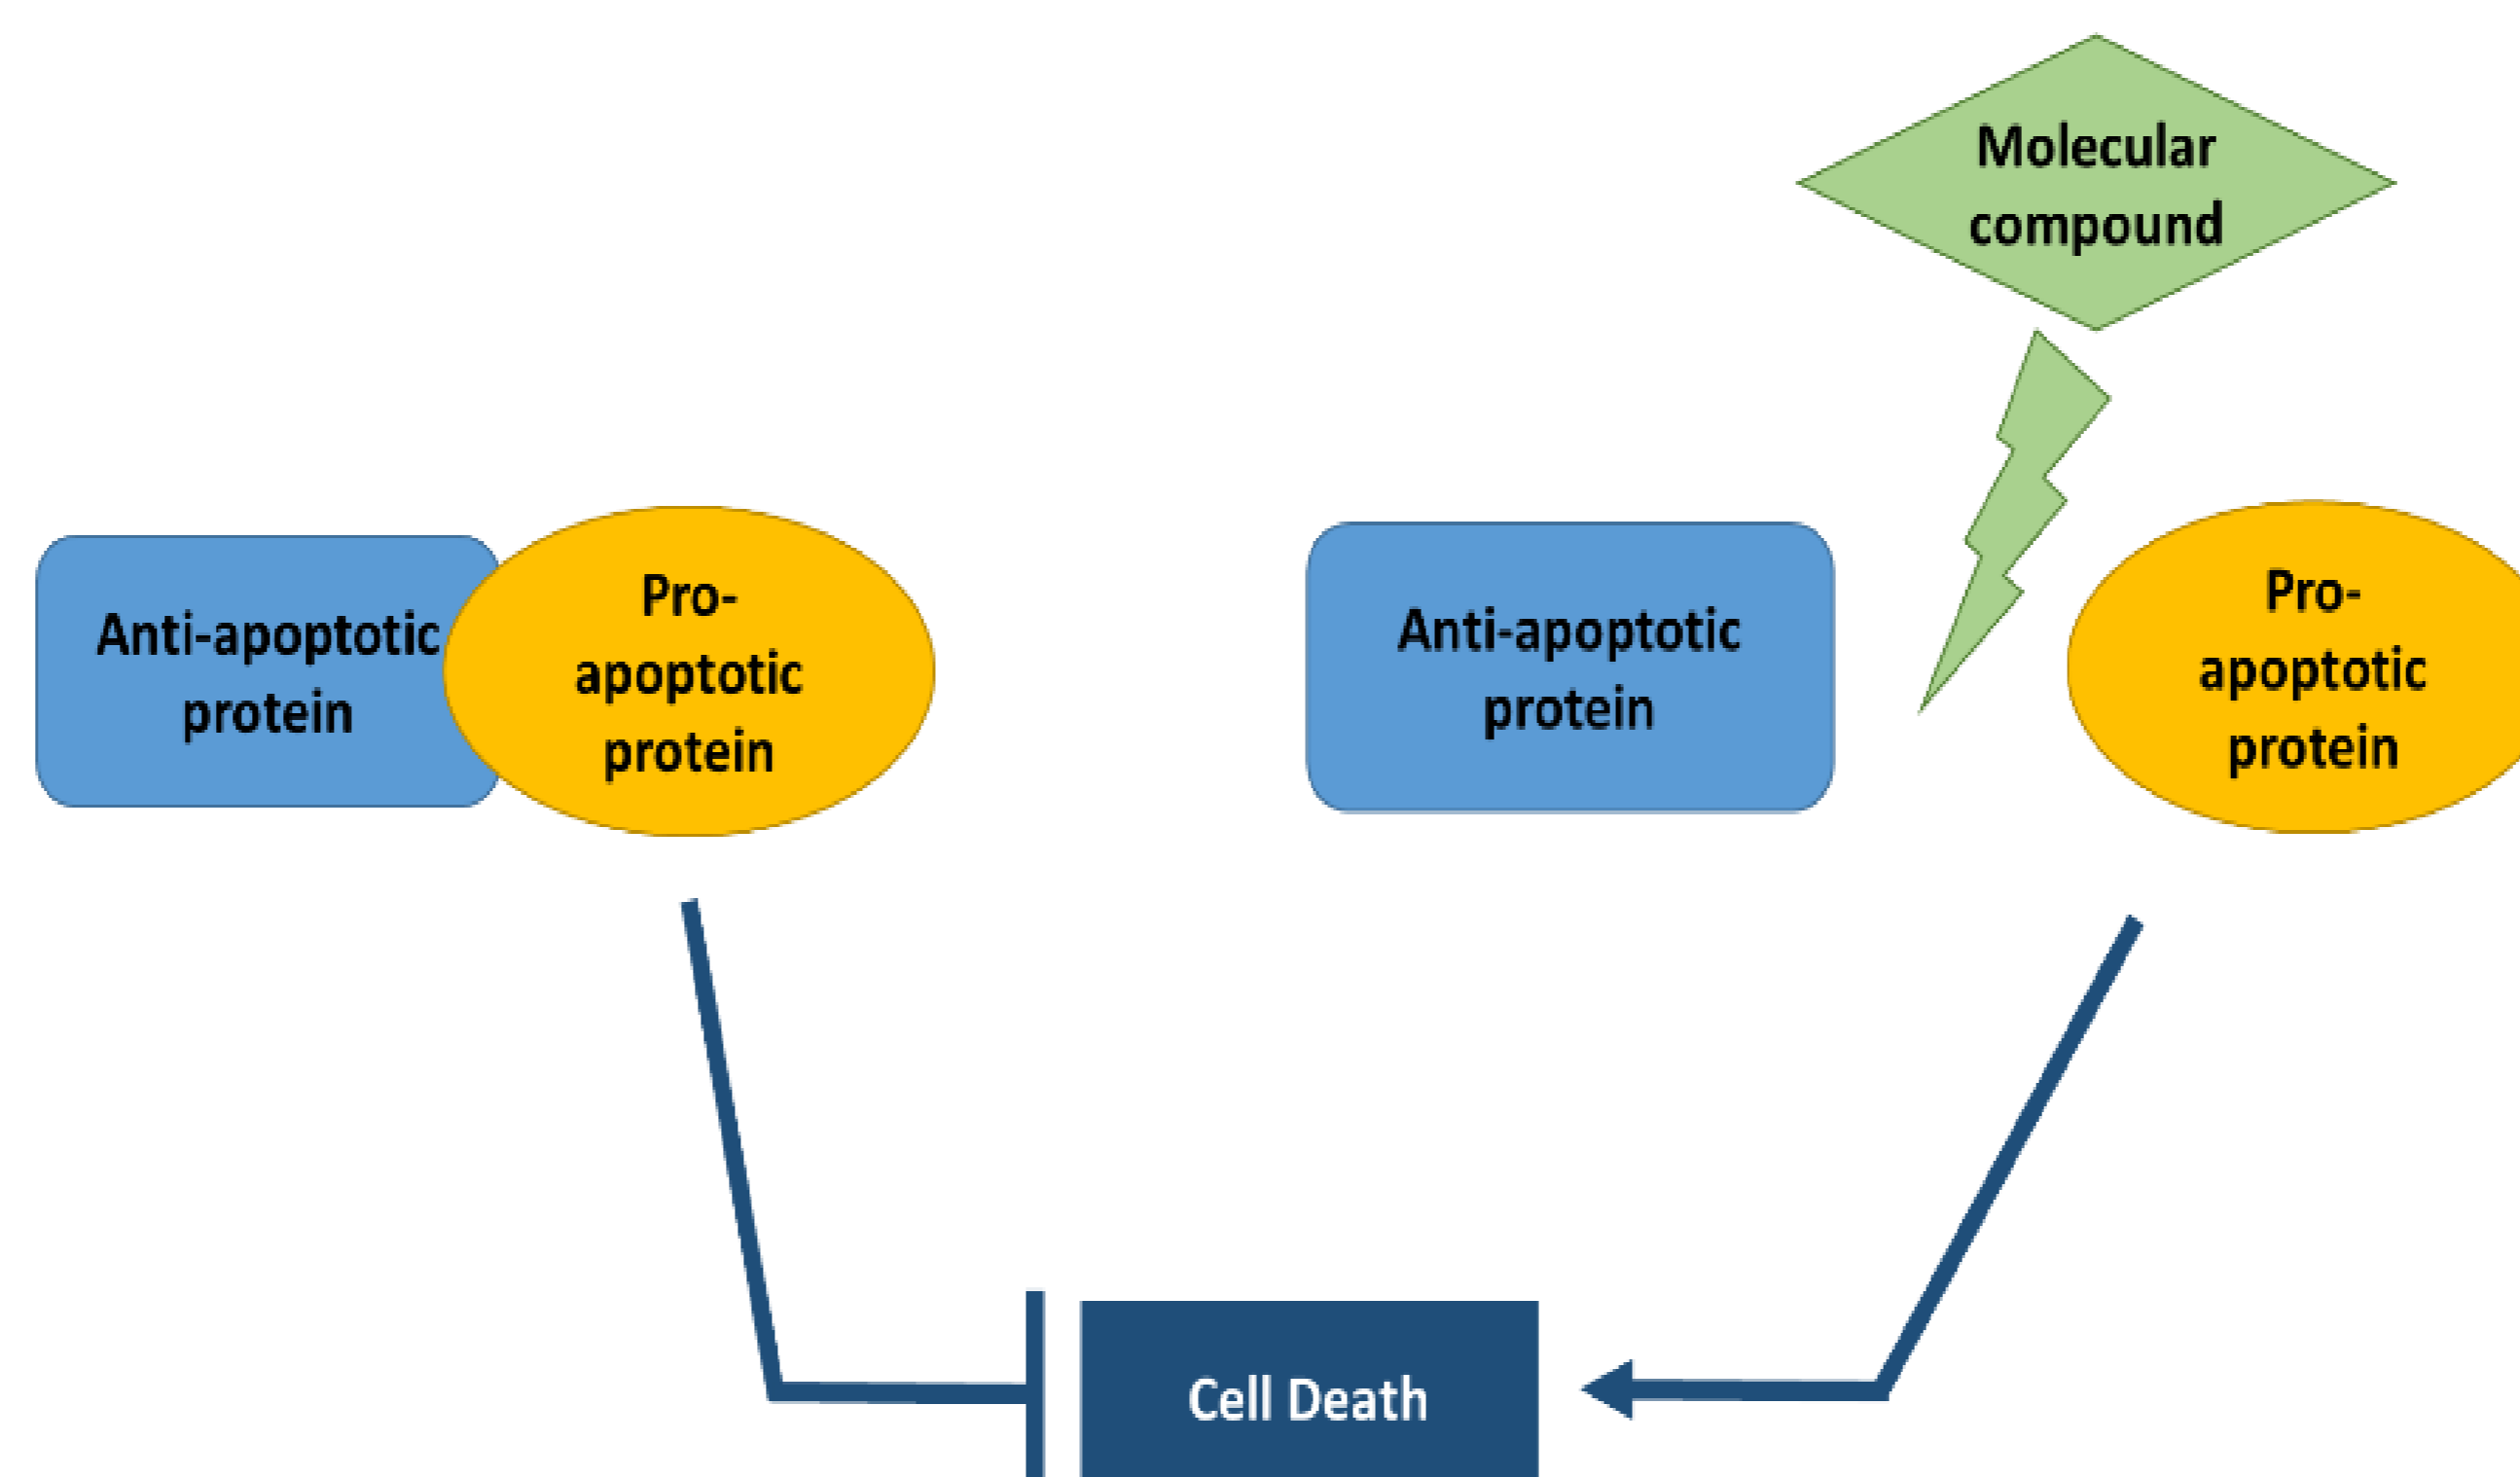 Molecular
compound
Anti-apoptotic
protein
Pro-
apoptotic
protein
Anti-apoptotic
protein
Pro-
apoptotic
protein
Cell Death